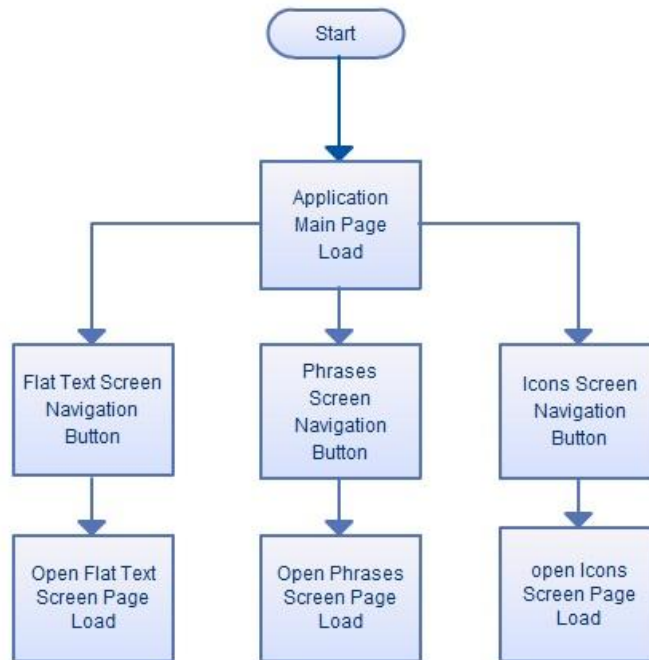 Start
Application
Main Page
Load
Flat Text Screen
Navigation
Button
Phrases
Screen
Navigation
Button
Icons Screen
Navigation
Button
Open Flat Text
Screen Page
Load
Open Phrases
Screen Page
Load
open Icons
Screen Page
Load